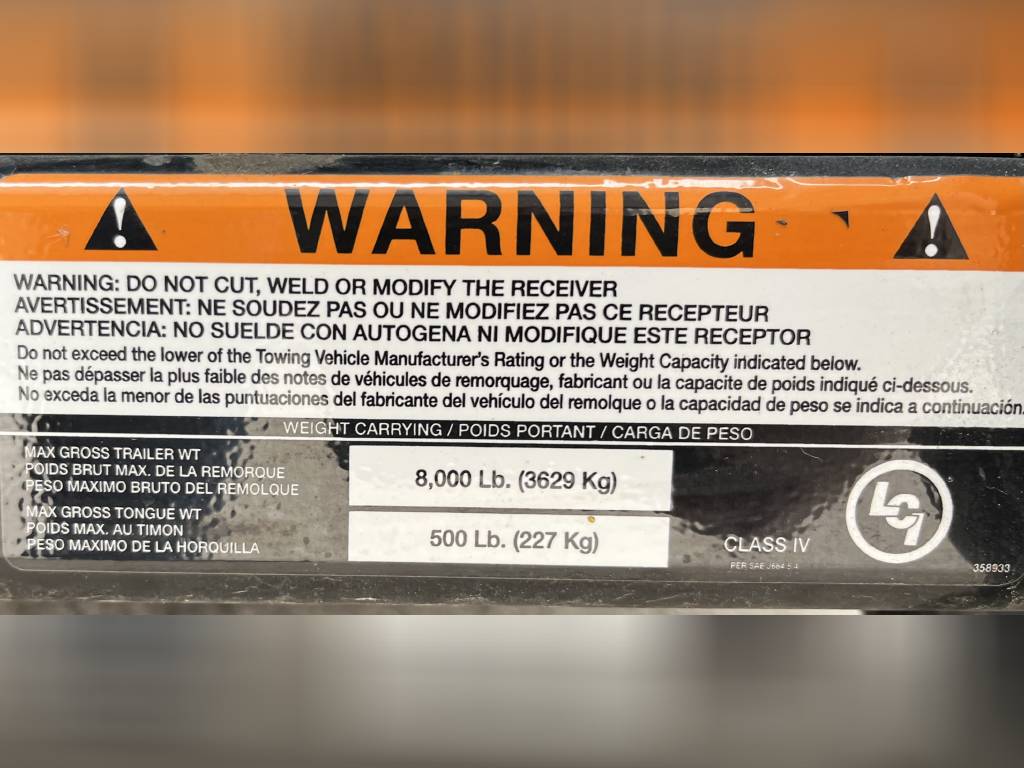 WARNING
WARNING: DO NOT CUT, WELD OR MODIFY THE RECEIVER
AVERTISSEMENT: NE SOUDEZ PAS OU NE MODIFIEZ PAS CE RECEPTEUR
ADVERTENCIA: NO SUELDE CON AUTOGENA NI MODIFIQUE ESTE RECEPTOR
Do not exceed the lower of the Towing Vehicle Manufacturer's Rating or the Weight Capacity indicated below.
Ne pas dépasser la plus faible des notes de véhicules de remorquage, fabricant ou la capacite de poids indiqué ci-dessous.
No exceda la menor de las puntuaciones del fabricante del vehículo del remolque o la capacidad de peso se indica a continuación.
WEIGHT CARRYING / POIDS PORTANT / CARGA DE PESO
MAX GROSS TRAILER WT
POIDS BRUT MAX. DE LA REMORQUE
PESO MAXIMO BRUTO DEL REMOLQUE
8,000 Lb. (3629 Kg)
MAX GROSS TONGUE WT
POIDS MAX. AU TIMON
PESO MAXIMO DE LA HORQUILLA
500 Lb. (227 Kg)
CLASS IV
PER SAE J684 5.4
LCI
358933